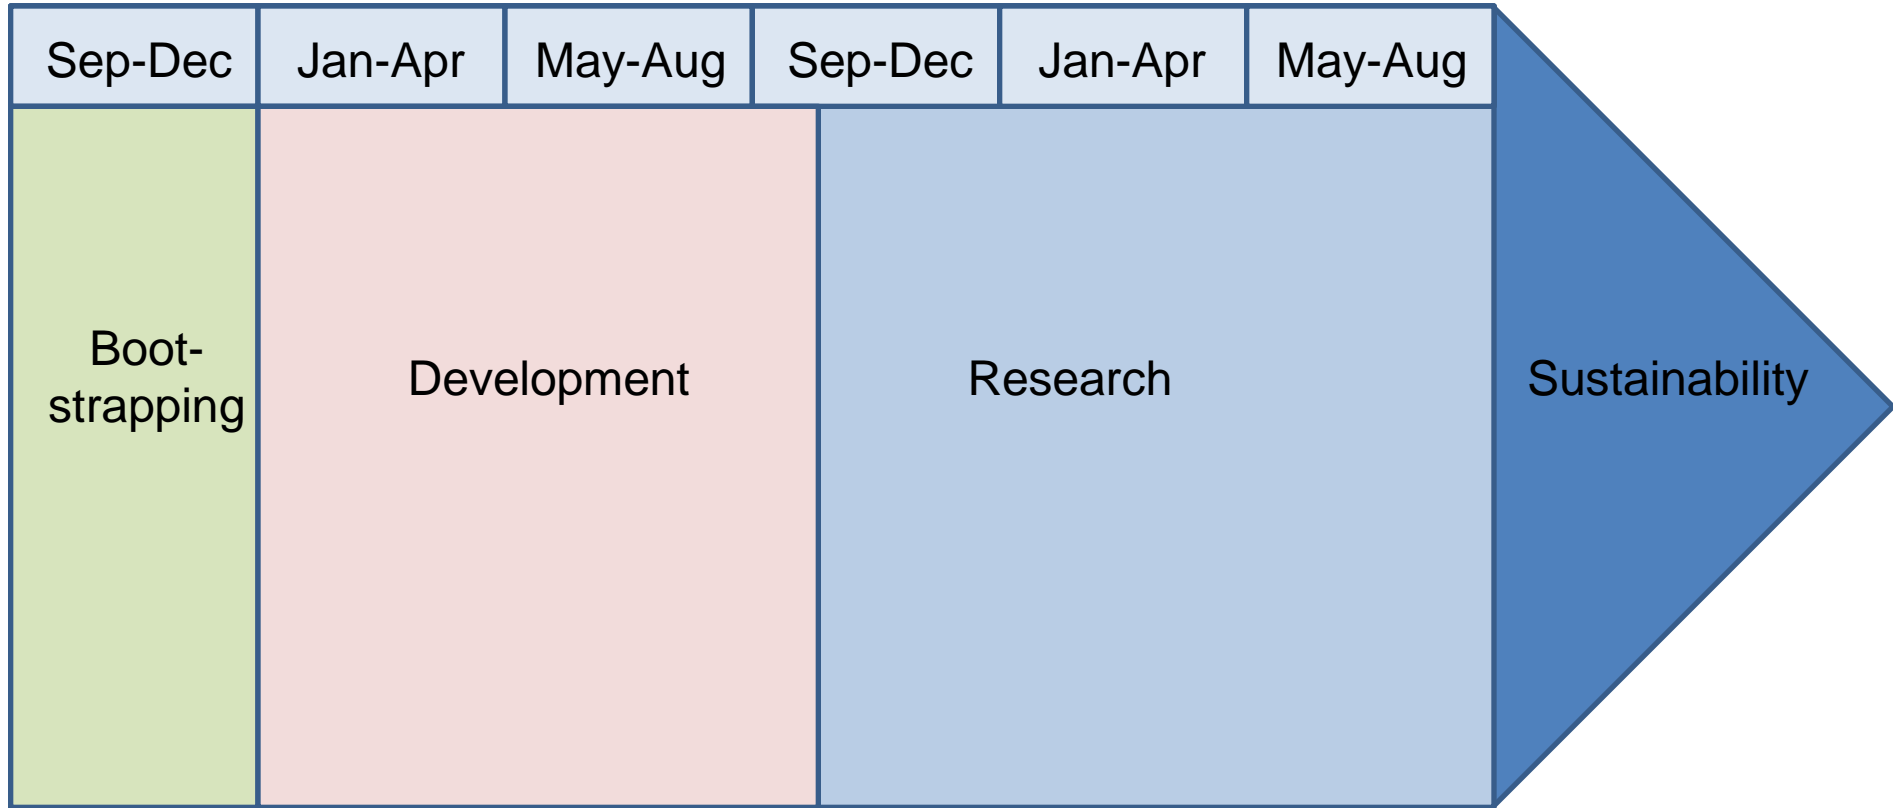 Sep-Dec Jan-Apr May-Aug Sep-Dec Jan-Apr May-Aug
Boot-
strapping
Development
Research
Sustainability